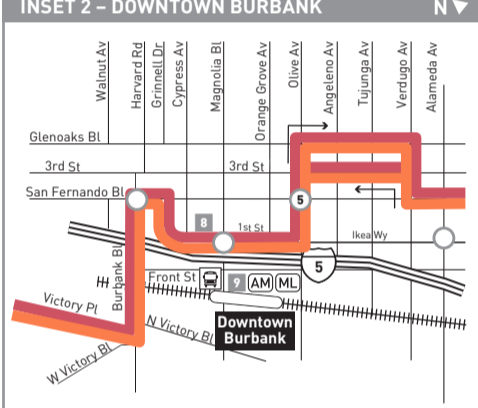 INSET 2 – DOWNTOWN BURBANK
N
Walnut Av
Harvard Rd
Grinnell Dr
Cypress Av
Magnolia Bl
Orange Grove Av
Olive Av
Angeleno Av
Tujunga Av
Verdugo Av
Alameda Av
Glenoaks Bl
3rd St
3rd St
San Fernando Bl
5
8
1st St
Ikea Wy
5
Burbank Bl
Front St
9
AM
ML
Victory Pl
N Victory Bl
Downtown
Burbank
W Victory Bl